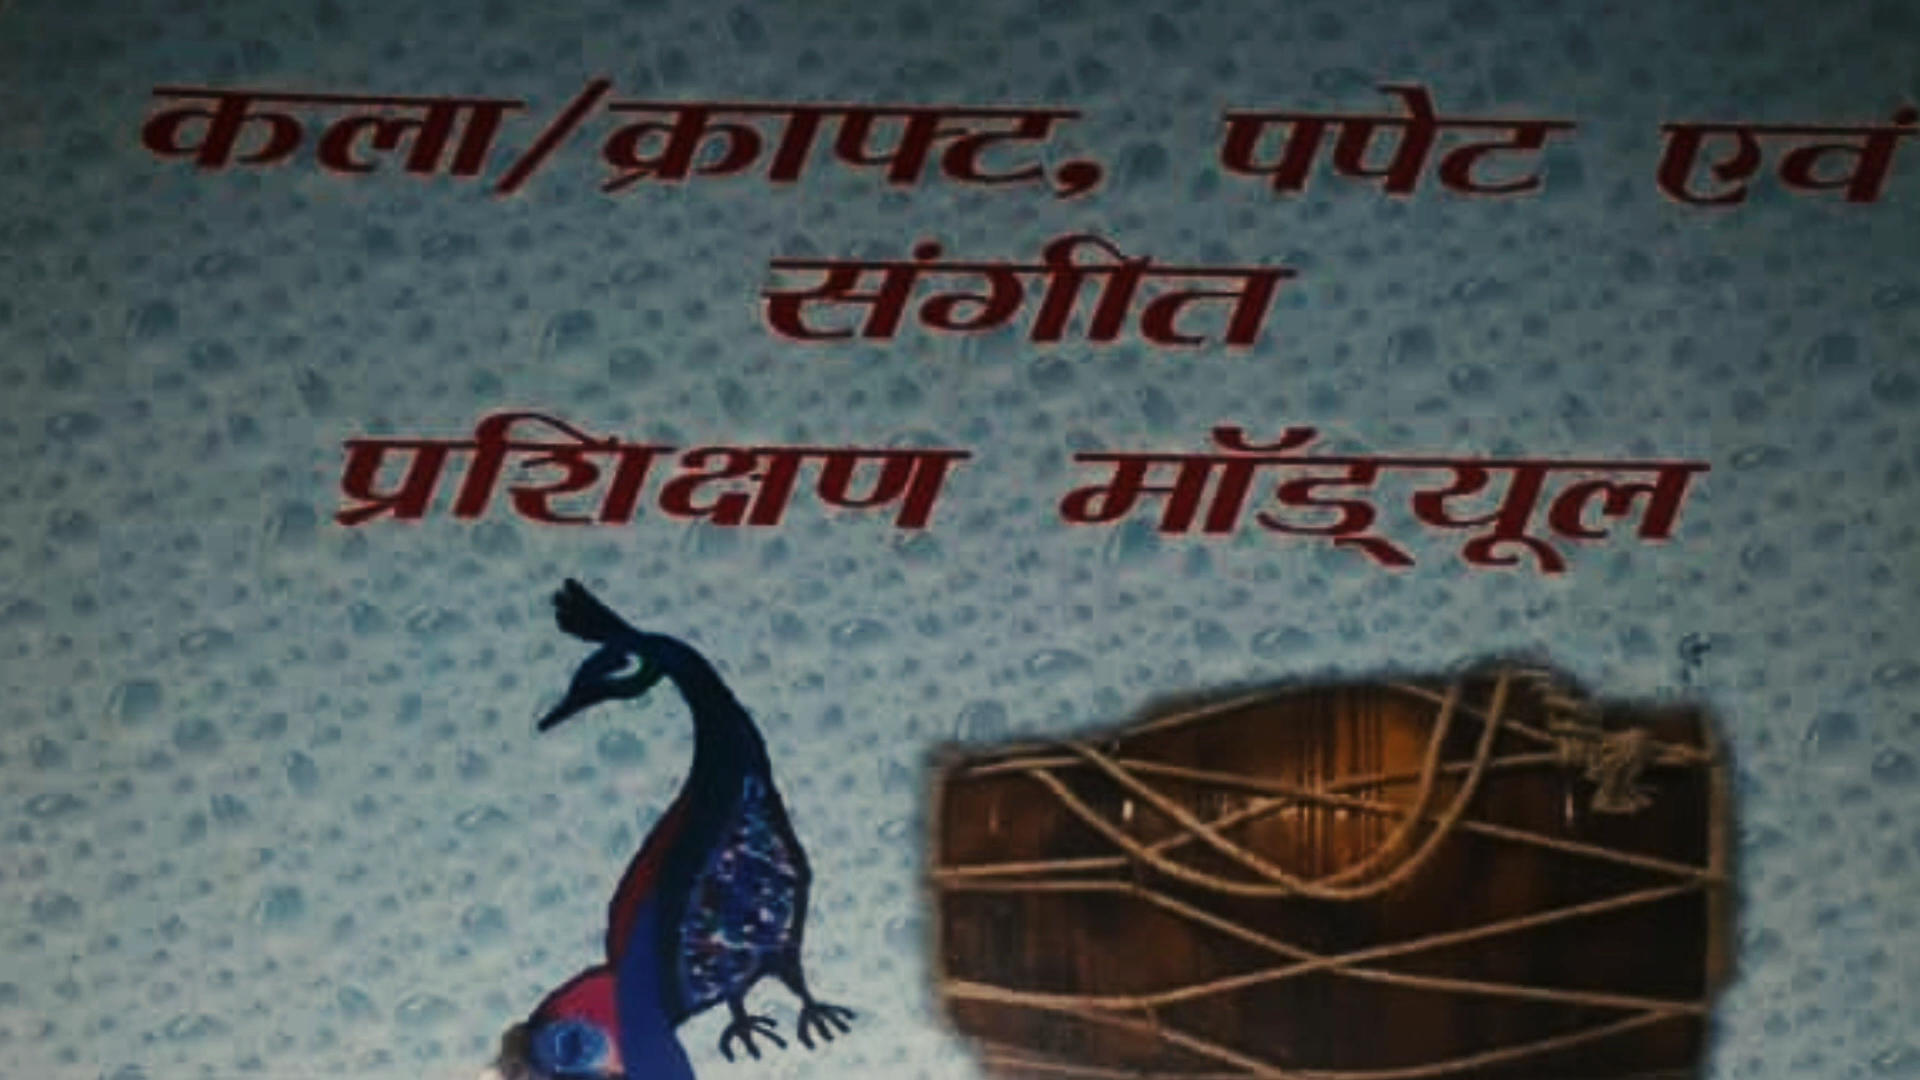 कला/क्राफ्ट, पपेट एवं
संगीत
प्रशिक्षण मॉड्यूल